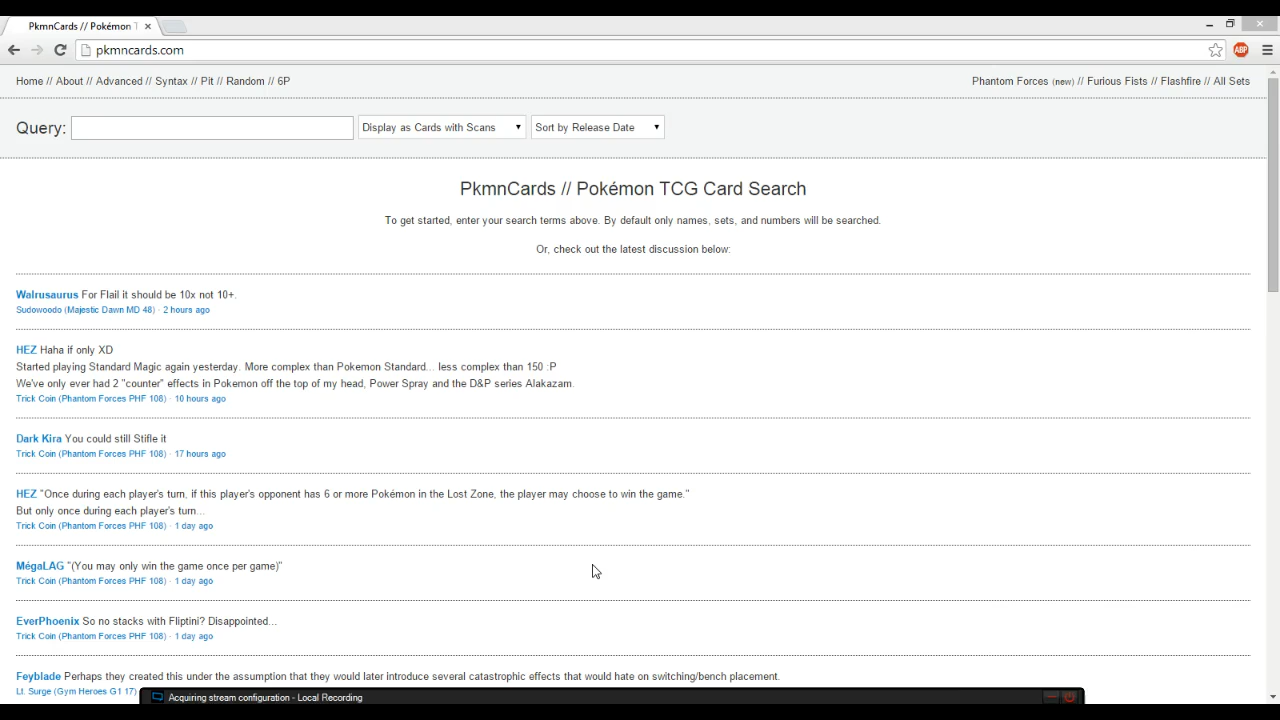 PkmnCards // Pokémon T
pkmncards.com
ABP
Home // About // Advanced // Syntax // Pit // Random // 6P
Phantom Forces (new) // Furious Fists // Flashfire // All Sets
Query:
Display as Cards with Scans
Sort by Release Date
PkmnCards // Pokémon TCG Card Search
To get started, enter your search terms above. By default only names, sets, and numbers will be searched.
Or, check out the latest discussion below:
Walrusaurus For Flail it should be 10x not 10+.
Sudowoodo (Majestic Dawn MD 48) · 2 hours ago
HEZ Haha if only XD
Started playing Standard Magic again yesterday. More complex than Pokemon Standard... less complex than 150 :P
We've only ever had 2 "counter" effects in Pokemon off the top of my head, Power Spray and the D&P series Alakazam.
Trick Coin (Phantom Forces PHF 108) · 10 hours ago
Dark Kira You could still Stifle it
Trick Coin (Phantom Forces PHF 108) · 17 hours ago
HEZ "Once during each player's turn, if this player's opponent has 6 or more Pokémon in the Lost Zone, the player may choose to win the game."
But only once during each player's turn...
Trick Coin (Phantom Forces PHF 108) · 1 day ago
MégaLAG "(You may only win the game once per game)"
Trick Coin (Phantom Forces PHF 108) · 1 day ago
EverPhoenix So no stacks with Fliptini? Disappointed...
Trick Coin (Phantom Forces PHF 108) · 1 day ago
Feyblade Perhaps they created this under the assumption that they would later introduce several catastrophic effects that would hate on switching/bench placement.
Lt. Surge (Gym Heroes G1 17)
Acquiring stream configuration - Local Recording